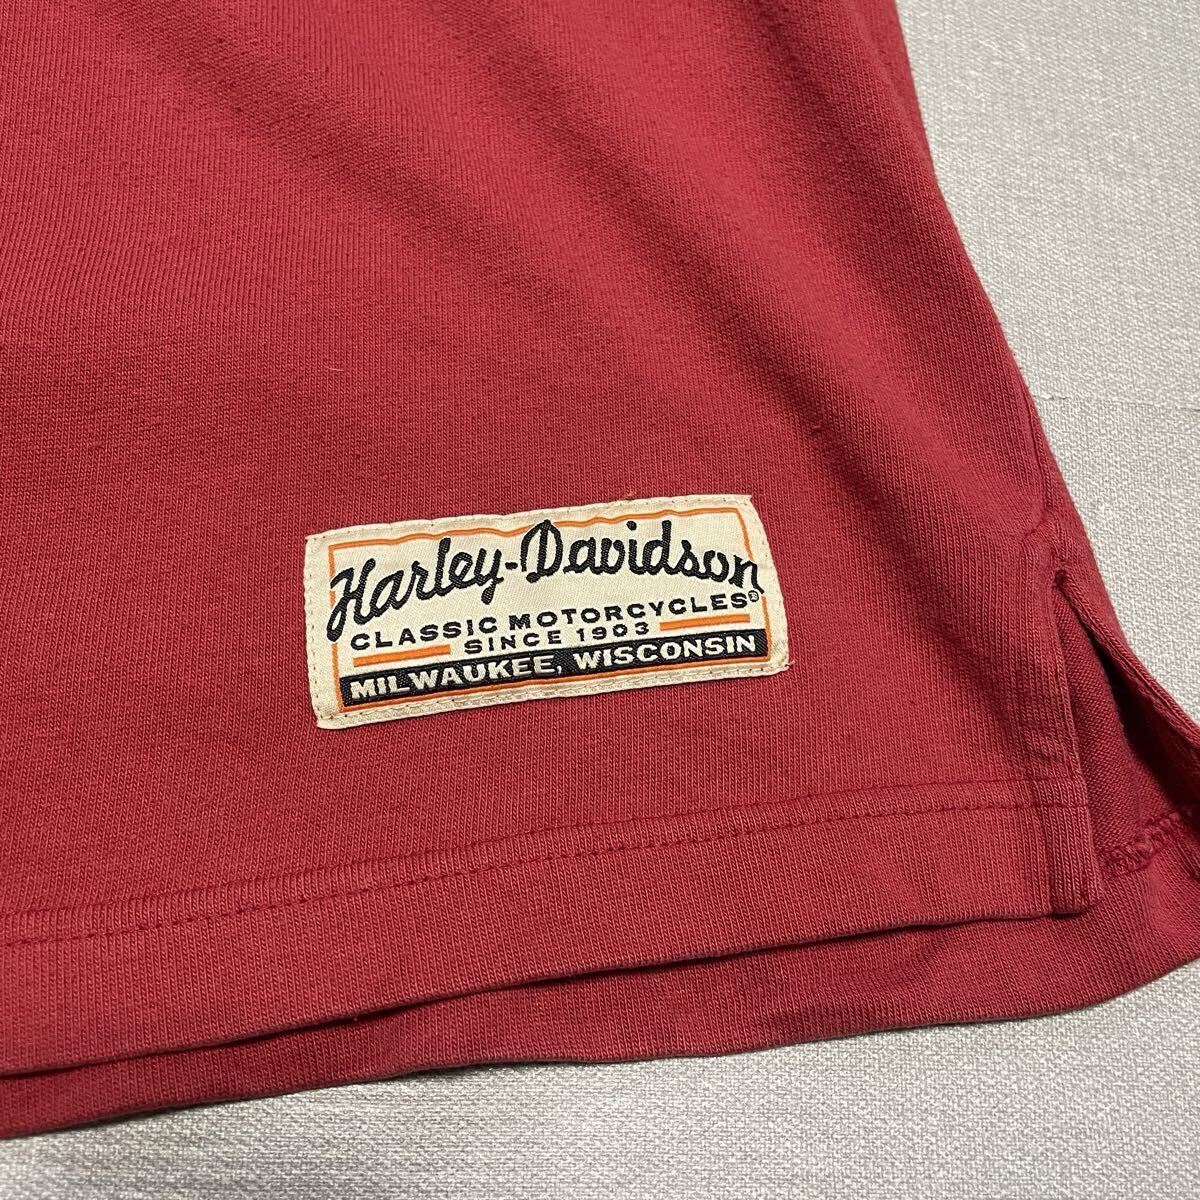 Harley-Davidson
CLASSIC MOTORCYCLES®
SINCE 1903
MILWAUKEE, WISCONSIN